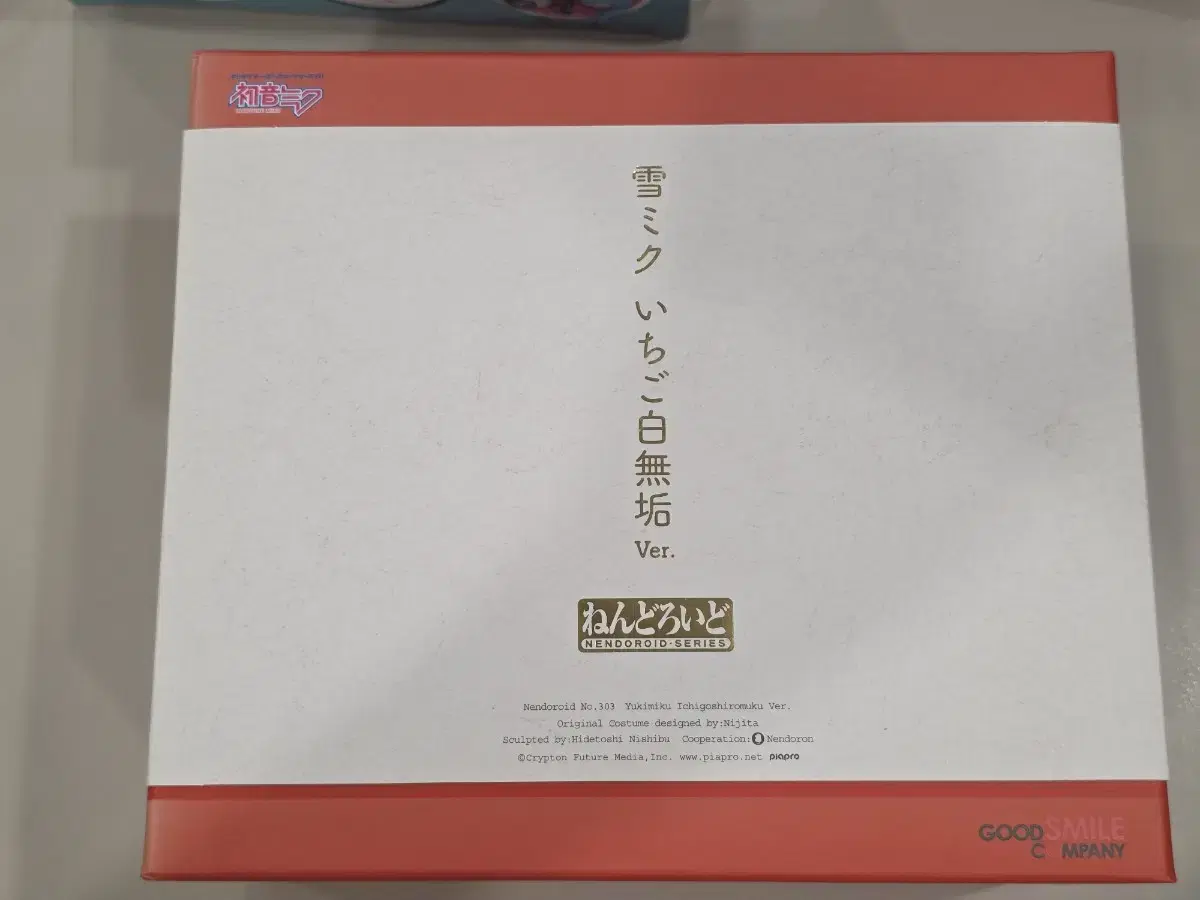 初音ミク
雪ミク いちご白無垢 Ver.
ねんどろいど
NENDOROID·SERIES
Nendoroid No.303 Yukimiku Ichigoshiromuku Ver.
Original Costume designed by:Nijita
Sculpted by:Hidetoshi Nishibu Cooperation: Nendoron
©Crypton Future Media,Inc. www.piapro.net piapro
GOOD SMILE
COMPANY